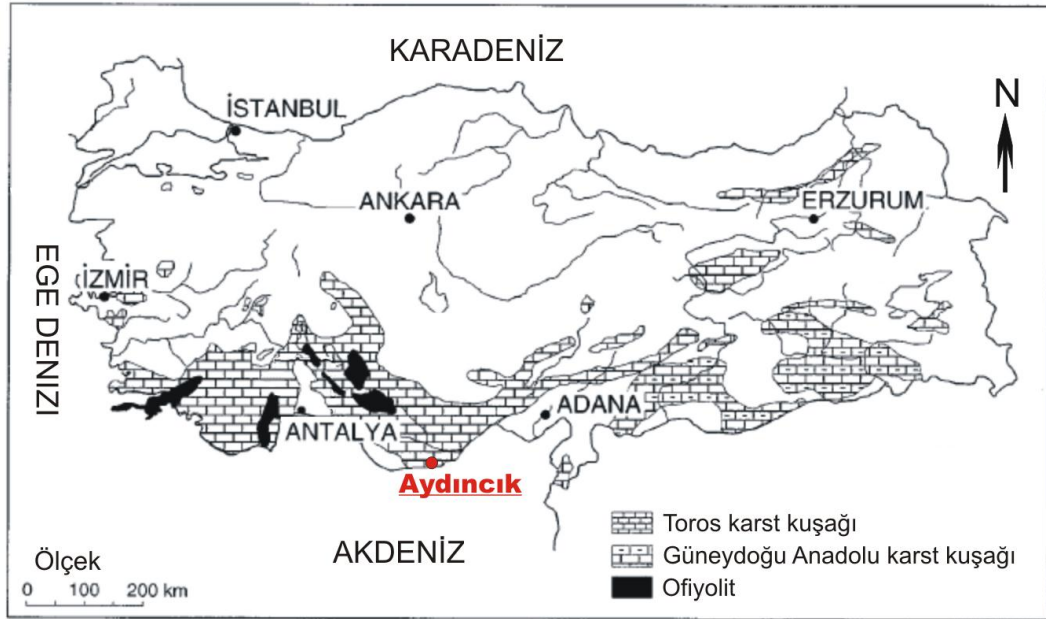 KARADENİZ
N
İSTANBUL
ANKARA
ERZURUM
EGE DENIZI
İZMİR
ADANA
ANTALYA
Aydıncık
AKDENİZ
Toros karst kuşağı
Güneydoğu Anadolu karst kuşağı
Ofiyolit
Ölçek
0 100 200 km